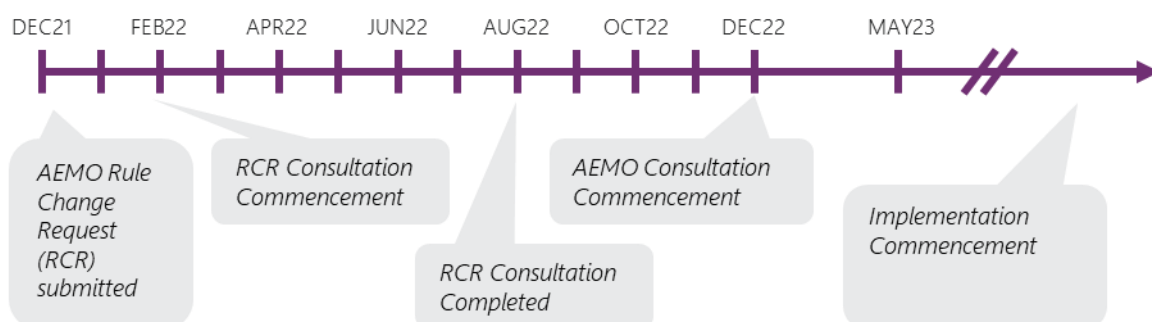 DEC21 FEB22 APR22 JUN22 AUG22 OCT22 DEC22 MAY23
AEMO Rule
Change
Request
(RCR)
submitted
RCR Consultation
Commencement
RCR Consultation
Completed
AEMO Consultation
Commencement
Implementation
Commencement